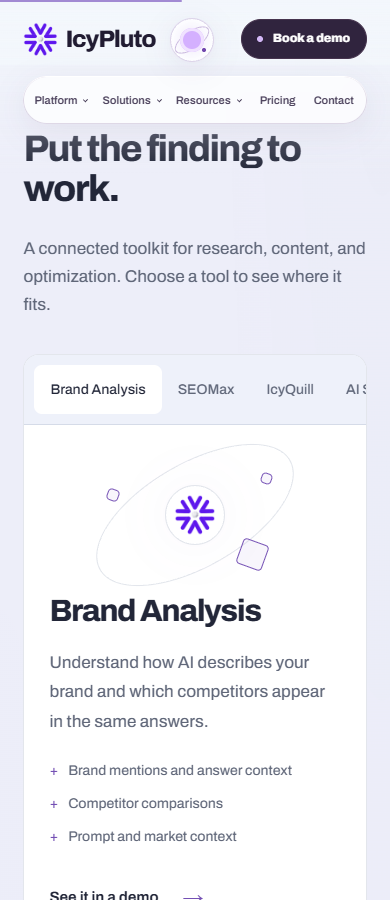 IcyPluto
Book a demo
Platform Solutions Resources Pricing Contact
Put the finding to
work.
A connected toolkit for research, content, and
optimization. Choose a tool to see where it
fits.
Brand Analysis SEOMax IcyQuill AI
Brand Analysis
Understand how AI describes your
brand and which competitors appear
in the same answers.
+ Brand mentions and answer context
+ Competitor comparisons
+ Prompt and market context
See it in a demo →